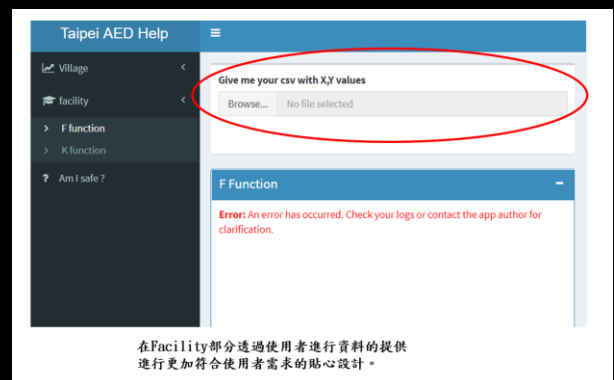 Taipei AED Help
Village
facility
F function
K function
Am I safe ?
Give me your csv with X,Y values
Browse... No file selected
F Function
Error: An error has occurred. Check your logs or contact the app author for
clarification.
在Facility部分透過使用者進行資料的提供
進行更加符合使用者需求的貼心設計。